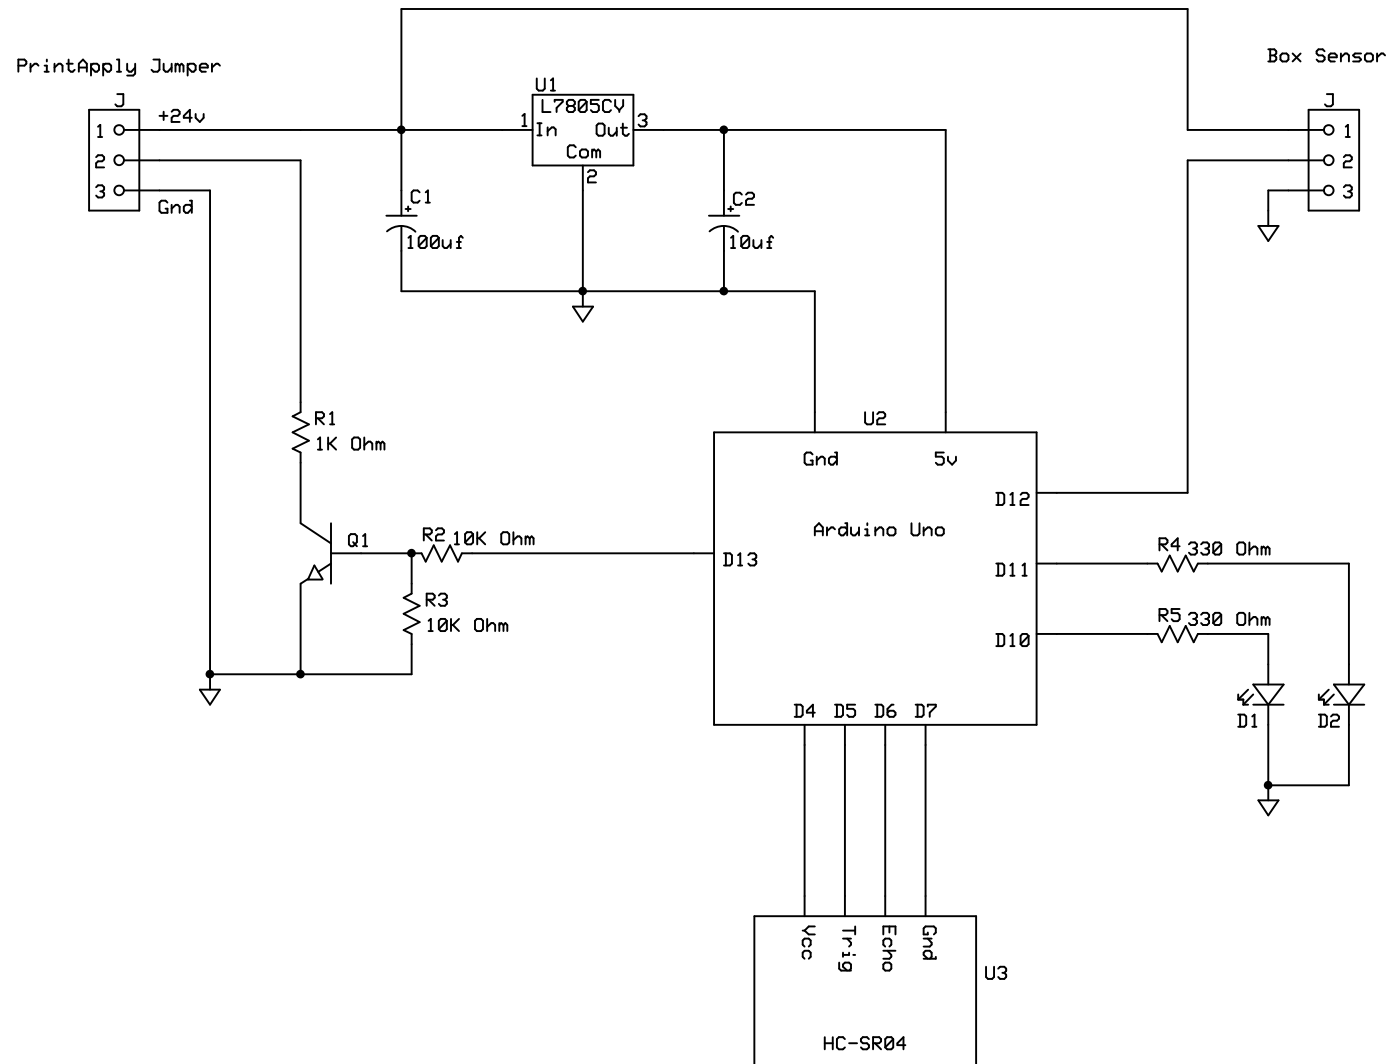 PrintApply Jumper
J
1
+24v
2
3
Gnd
U1
L7805CV
1
In
Out
3
Com
2
+
C1
100uf
+
C2
10uf
Box Sensor
J
1
2
3
R1
1K Ohm
Q1
R2 10K Ohm
R3
10K Ohm
U2
Gnd
5v
Arduino Uno
D13
D12
D11
D10
D4 D5 D6 D7
R4 330 Ohm
R5 330 Ohm
D1
D2
Vcc
Trig
Echo
Gnd
U3
HC-SR04